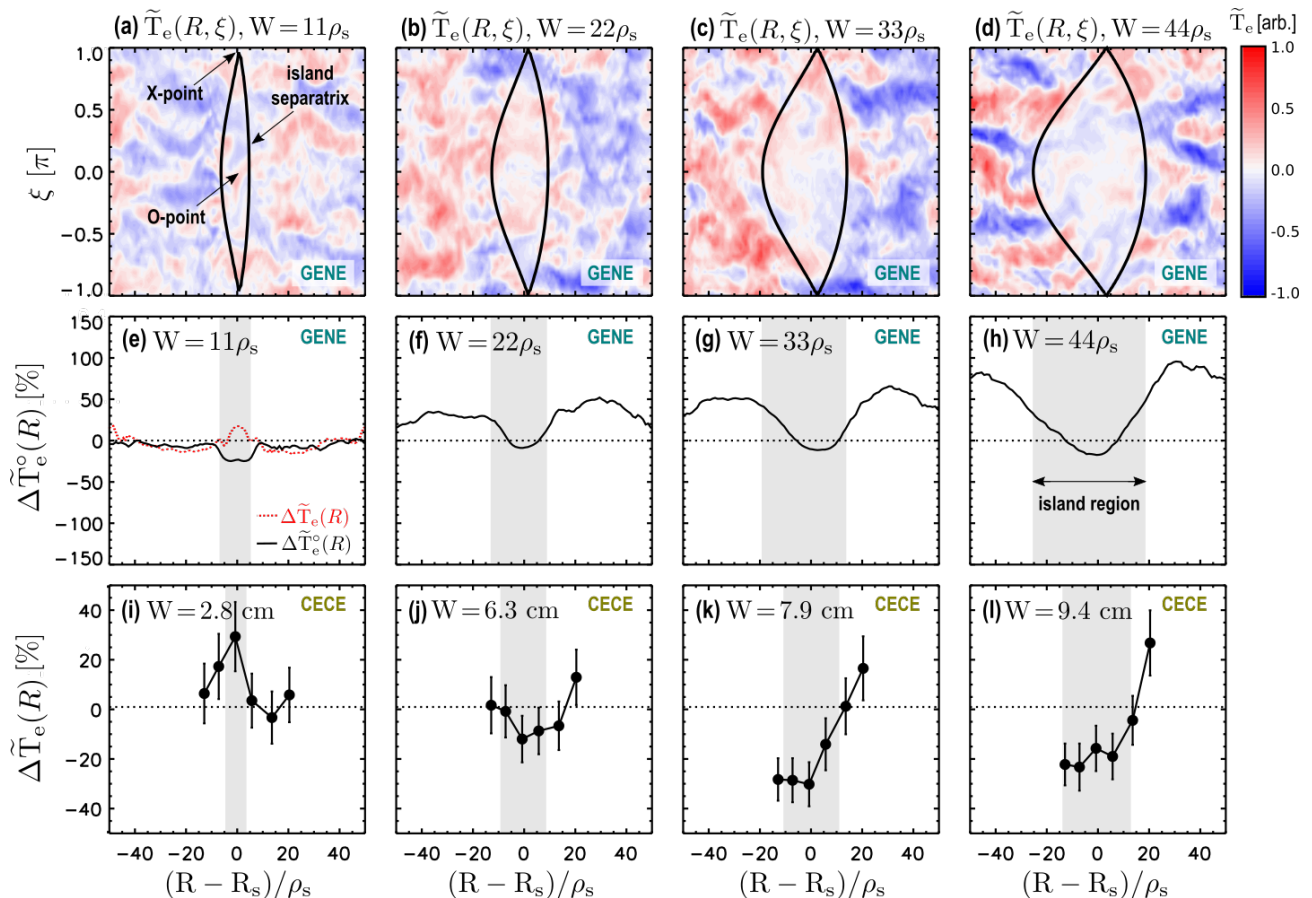 (a) T̃e(R, ξ), W = 11ρs
(b) T̃e(R, ξ), W = 22ρs
(c) T̃e(R, ξ), W = 33ρs
(d) T̃e(R, ξ), W = 44ρs
T̃e [arb.]
ξ [π]
1.0
0.5
0.0
−0.5
−1.0
X-point
island
separatrix
O-point
GENE
GENE
GENE
GENE
1.0
0.5
0.0
-0.5
-1.0
ΔT̃e°(R) [%]
150
100
50
0
−50
−100
−150
(e) W = 11ρs
GENE
ΔT̃e(R)
ΔT̃e°(R)
(f) W = 22ρs
GENE
(g) W = 33ρs
GENE
(h) W = 44ρs
GENE
island region
ΔT̃e(R) [%]
40
20
0
−20
−40
(i) W = 2.8 cm
CECE
(j) W = 6.3 cm
CECE
(k) W = 7.9 cm
CECE
(l) W = 9.4 cm
CECE
−40 −20 0 20 40
−40 −20 0 20 40
−40 −20 0 20 40
−40 −20 0 20 40
(R − Rs)/ρs
(R − Rs)/ρs
(R − Rs)/ρs
(R − Rs)/ρs